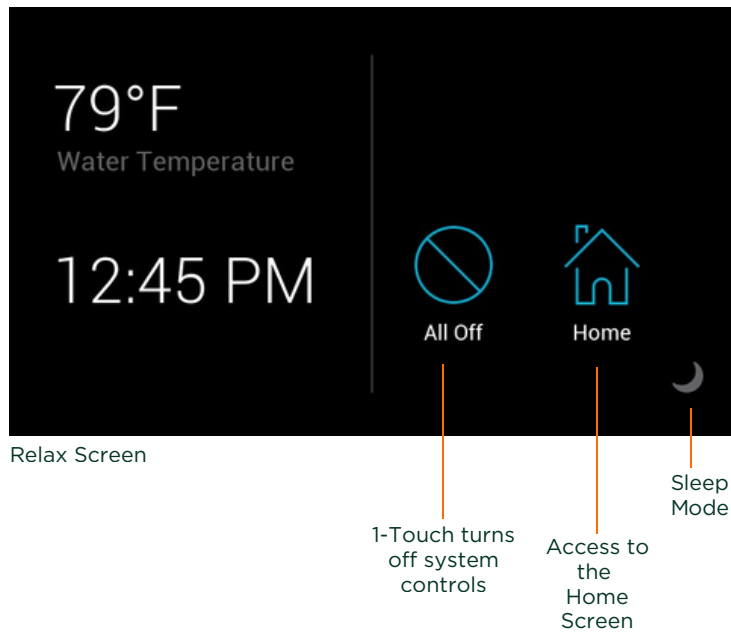 79°F
Water Temperature
12:45 PM
All Off
Home
Relax Screen
1-Touch turns
off system
controls
Access to
the
Home
Screen
Sleep
Mode